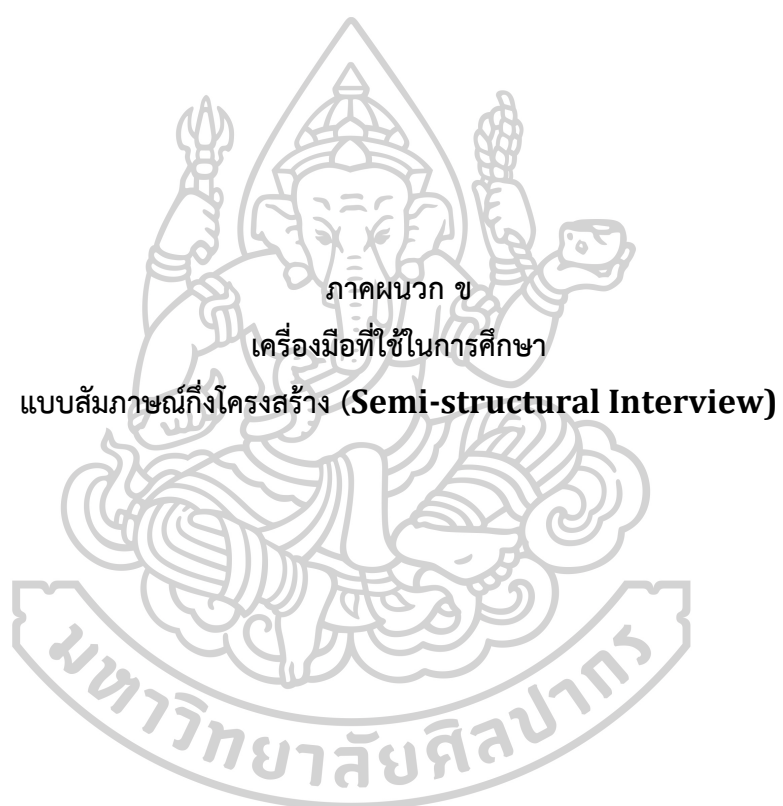 ภาคผนวก ข
เครื่องมือที่ใช้ในการศึกษา
แบบสัมภาษณ์กึ่งโครงสร้าง (Semi-structural Interview)
มหาวิทยาลัยศิลปากร